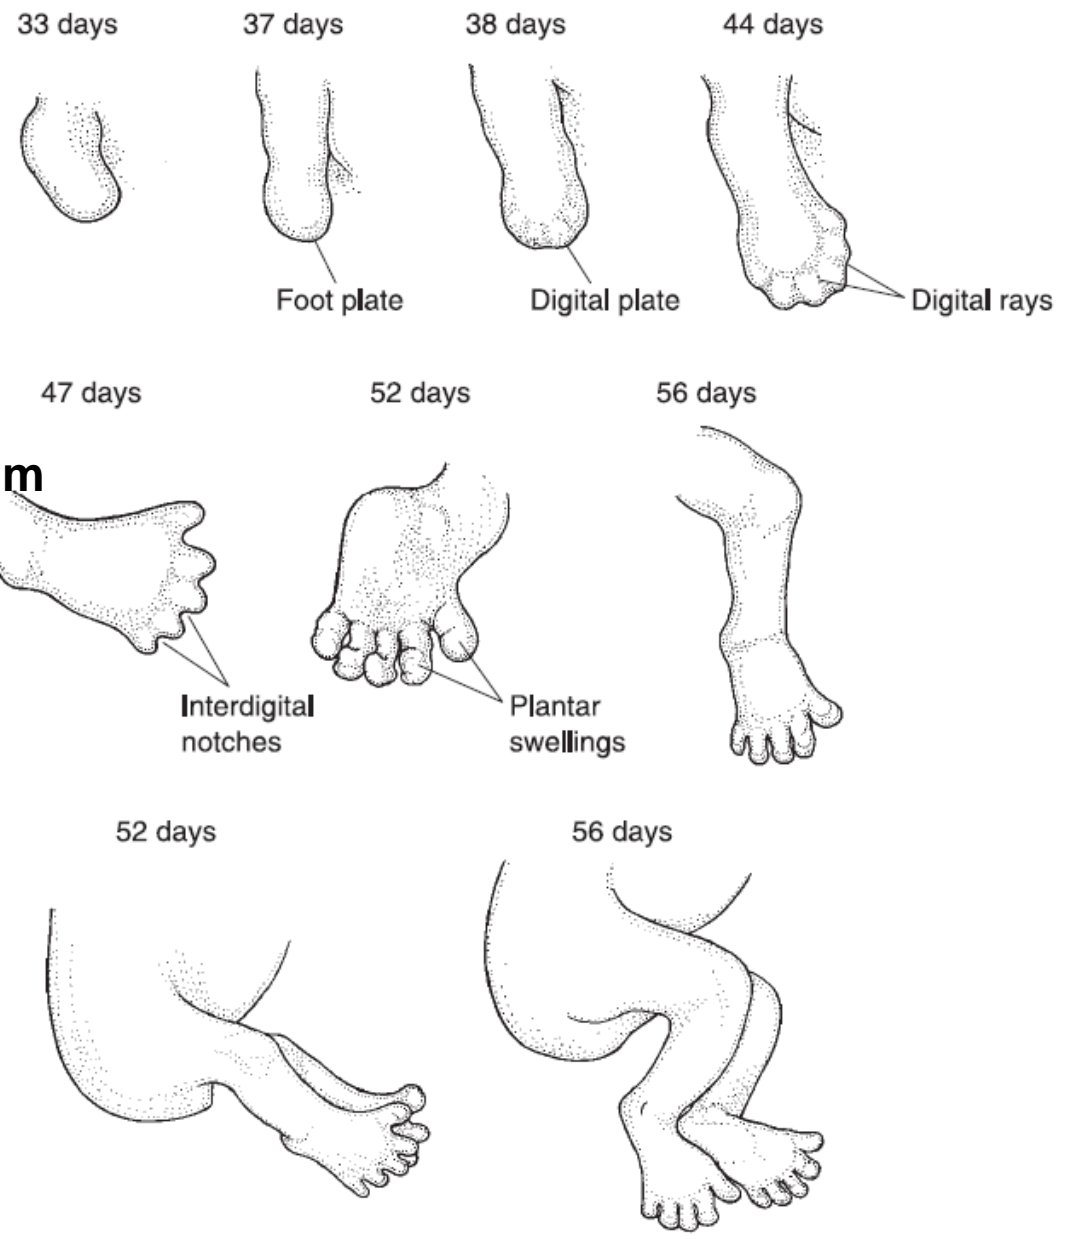 33 days
37 days
38 days
44 days
Foot plate
Digital plate
Digital rays
47 days
52 days
56 days
m
Interdigital
notches
Plantar
swellings
52 days
56 days